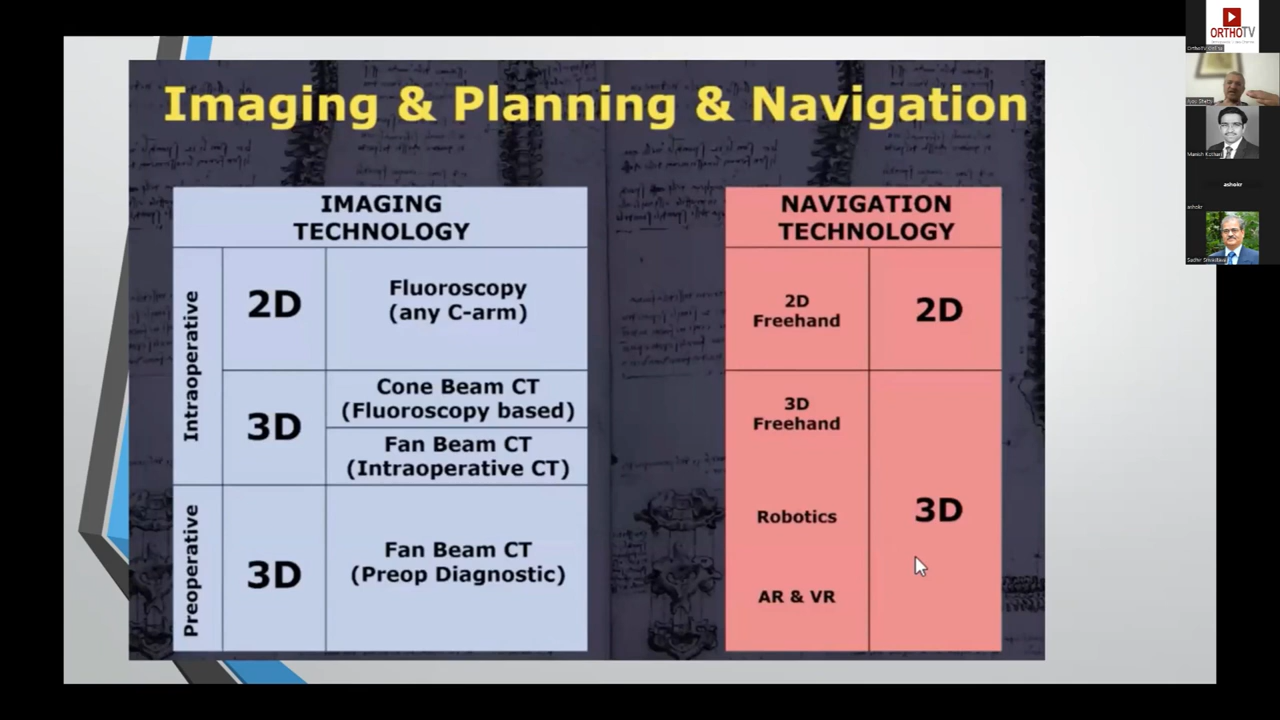 Imaging & Planning & Navigation
IMAGING
TECHNOLOGY
Intraoperative
2D
Fluoroscopy
(any C-arm)
3D
Cone Beam CT
(Fluoroscopy based)
Fan Beam CT
(Intraoperative CT)
Preoperative
3D
Fan Beam CT
(Preop Diagnostic)
NAVIGATION
TECHNOLOGY
2D
Freehand
2D
3D
Freehand
Robotics
AR & VR
3D
ORTHOTV
Manish Kothari
ashokr
ashokr
Sudhir Srivastava